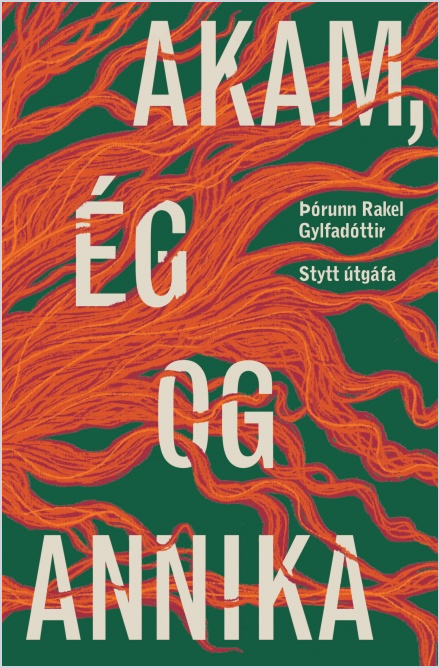 AKAM,
ÉG
Þórunn Rakel
Gylfadóttir
Stytt útgáfa
OG
ANNIKA